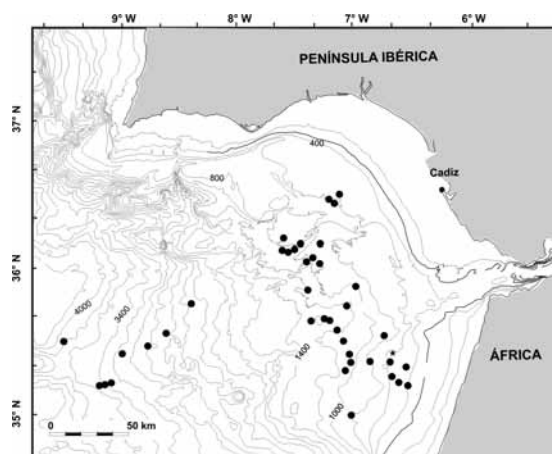 9° W 8° W 7° W 6° W
PENÍNSULA IBÉRICA
37° N
400
Cadiz
800
36° N
4000
3400
1400
ÁFRICA
35° N
1000
0 50 km